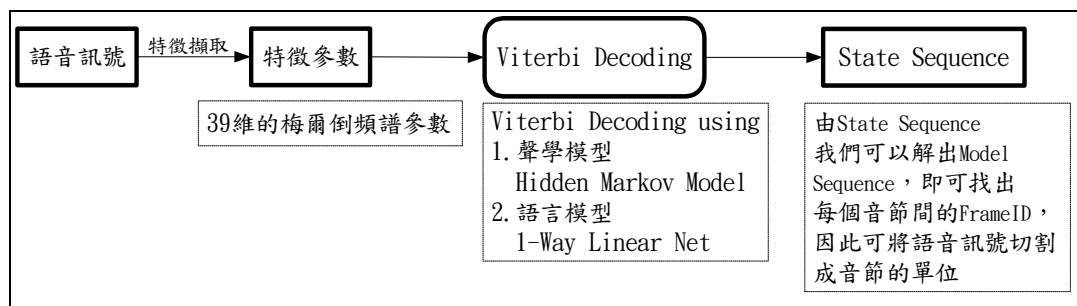 語音訊號
特徵擷取
特徵參數
Viterbi Decoding
State Sequence
39維的梅爾倒頻譜參數
Viterbi Decoding using
1. 聲學模型
Hidden Markov Model
2. 語言模型
1-Way Linear Net
由State Sequence
我們可以解出Model
Sequence，即可找出
每個音節間的FrameID，
因此可將語音訊號切割
成音節的單位